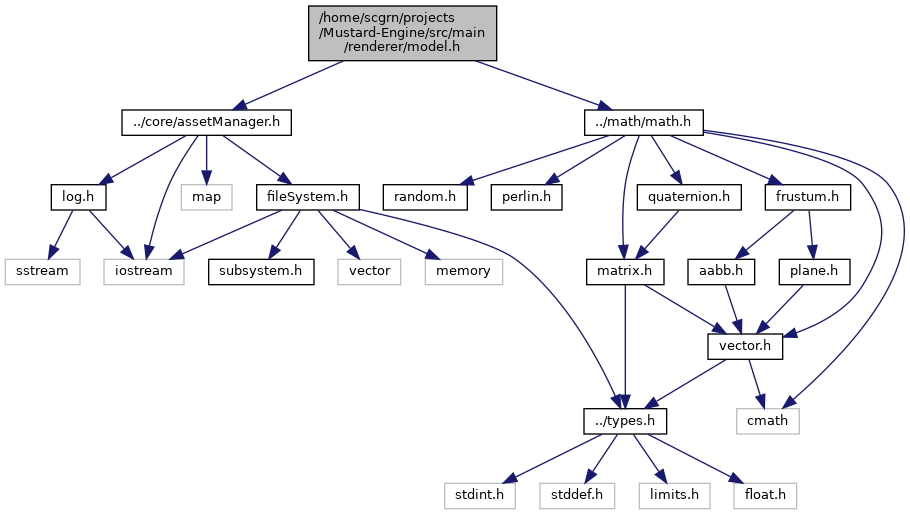 /home/scgrn/projects
/Mustard-Engine/src/main
/renderer/model.h
../core/assetManager.h
../math/math.h
log.h
map
fileSystem.h
random.h
perlin.h
quaternion.h
frustum.h
sstream
iostream
subsystem.h
vector
memory
matrix.h
aabb.h
plane.h
vector.h
../types.h
cmath
stdint.h
stddef.h
limits.h
float.h